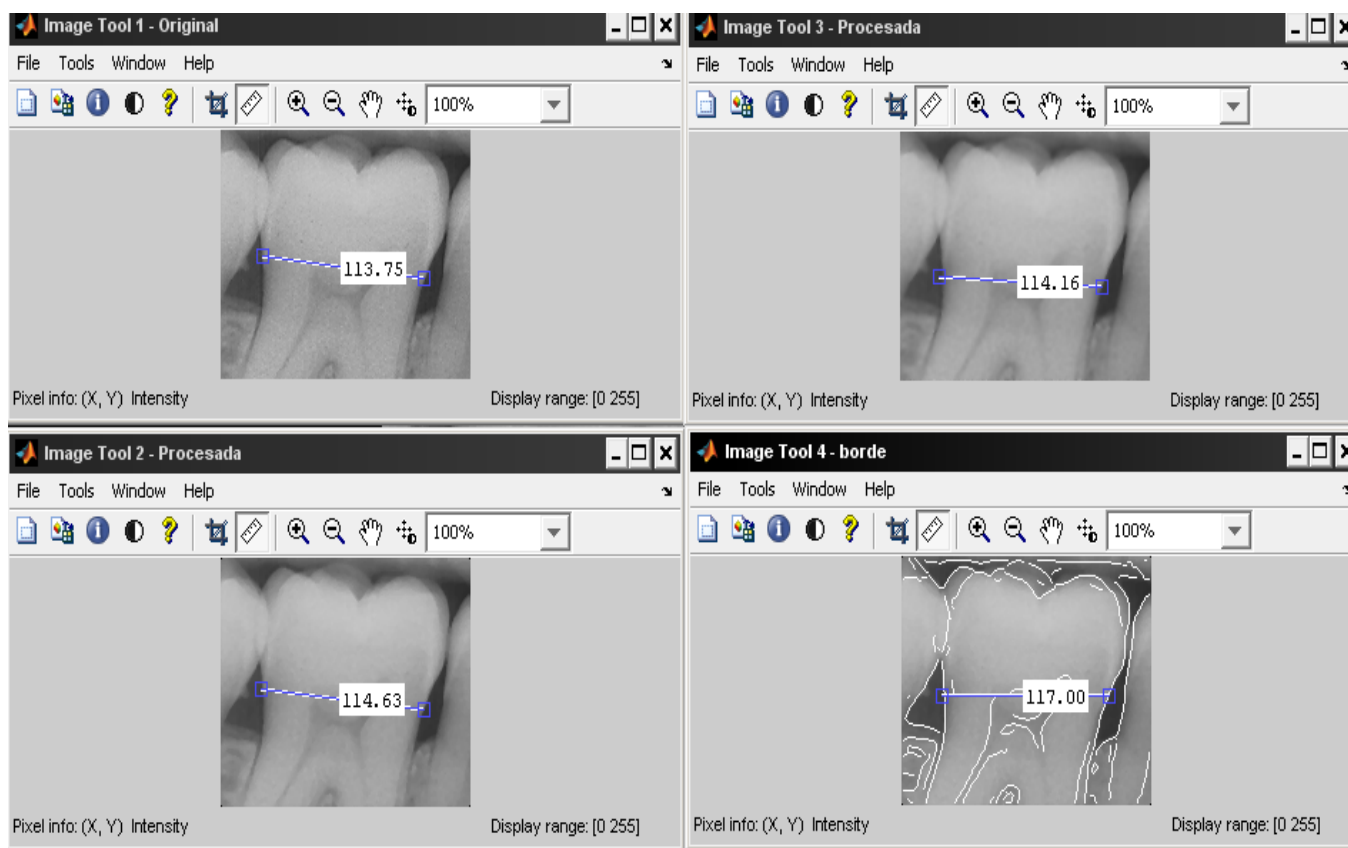 Image Tool 1 - Original
File Tools Window Help
100%
113.75
Pixel info: (X, Y) Intensity
Display range: [0 255]
Image Tool 3 - Procesada
File Tools Window Help
100%
114.16
Pixel info: (X, Y) Intensity
Display range: [0 255]
Image Tool 2 - Procesada
File Tools Window Help
100%
114.63
Pixel info: (X, Y) Intensity
Display range: [0 255]
Image Tool 4 - borde
File Tools Window Help
100%
117.00
Pixel info: (X, Y) Intensity
Display range: [0 255]